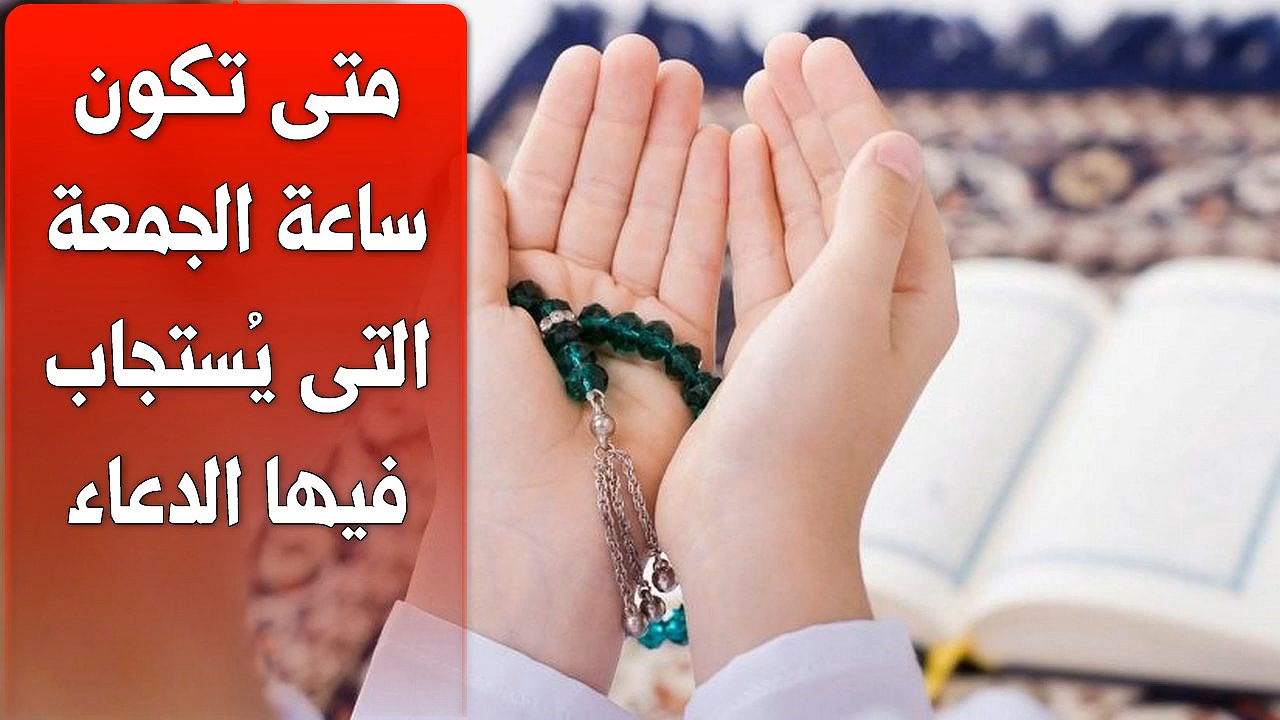 متى تكون
ساعة الجمعة
التى يُستجاب
فيها الدعاء